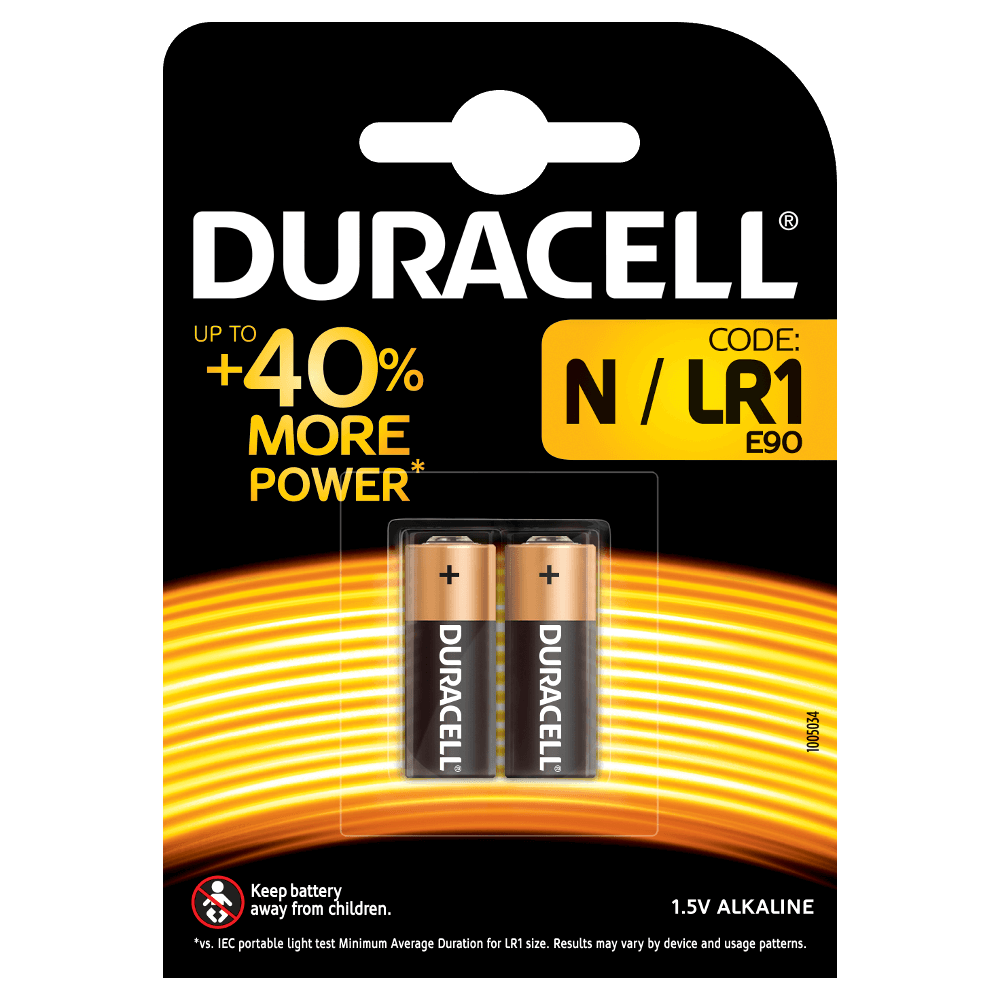 DURACELL®
UP TO
+40%
MORE
POWER*
CODE:
N / LR1
E90
+
+
DURACELL®
DURACELL®
1005034
Keep battery
away from children.
1.5V ALKALINE
*vs. IEC portable light test Minimum Average Duration for LR1 size. Results may vary by device and usage patterns.